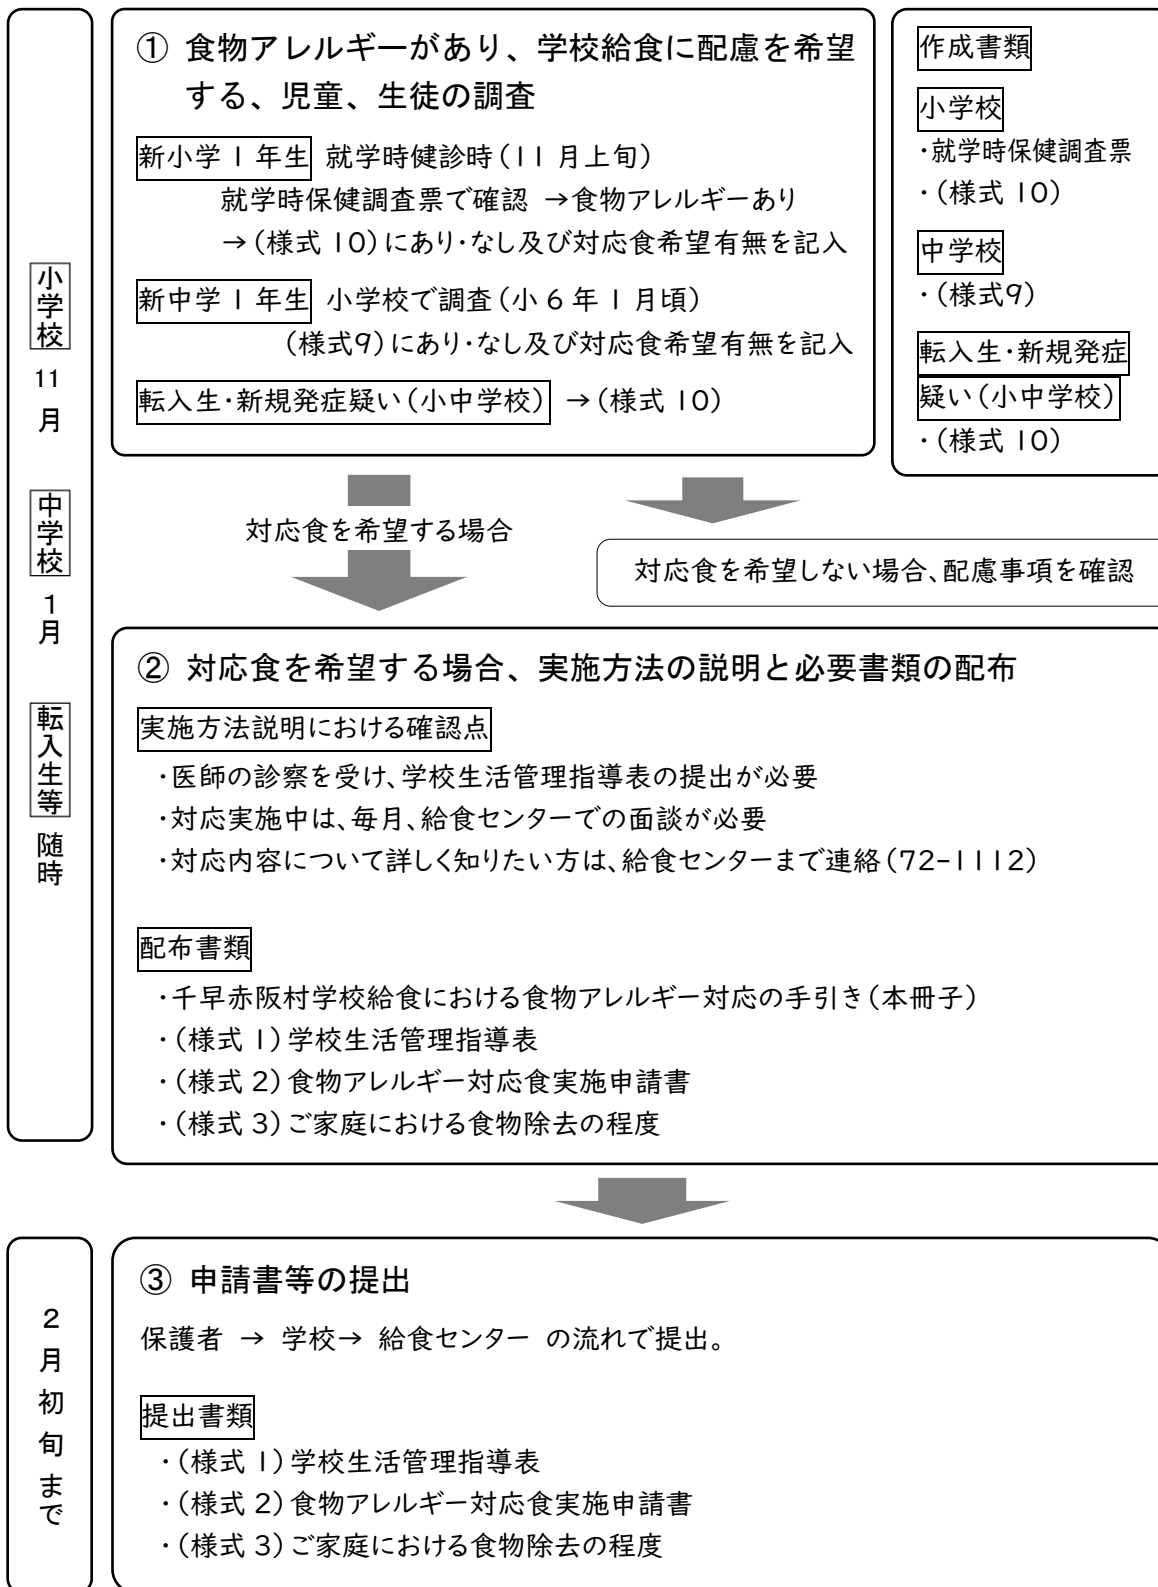 小学校
11
月
中学校
1
月
転入生等
随時
① 食物アレルギーがあり、学校給食に配慮を希望
する、児童、生徒の調査
新小学1年生 就学時健診時(11月上旬)
就学時保健調査票で確認 →食物アレルギーあり
→(様式10)にあり・なし及び対応食希望有無を記入
新中学1年生 小学校で調査(小6年1月頃)
(様式9)にあり・なし及び対応食希望有無を記入
転入生・新規発症疑い(小中学校) →(様式10)
作成書類
小学校
・就学時保健調査票
・(様式10)
中学校
・(様式9)
転入生・新規発症
疑い(小中学校)
・(様式10)
対応食を希望する場合
対応食を希望しない場合、配慮事項を確認
② 対応食を希望する場合、実施方法の説明と必要書類の配布
実施方法説明における確認点
・医師の診察を受け、学校生活管理指導表の提出が必要
・対応実施中は、毎月、給食センターでの面談が必要
・対応内容について詳しく知りたい方は、給食センターまで連絡(72-1112)
配布書類
・千早赤阪村学校給食における食物アレルギー対応の手引き(本冊子)
・(様式1)学校生活管理指導表
・(様式2)食物アレルギー対応食実施申請書
・(様式3)ご家庭における食物除去の程度
2月初旬まで
③ 申請書等の提出
保護者 → 学校→ 給食センター の流れで提出。
提出書類
・(様式1)学校生活管理指導表
・(様式2)食物アレルギー対応食実施申請書
・(様式3)ご家庭における食物除去の程度